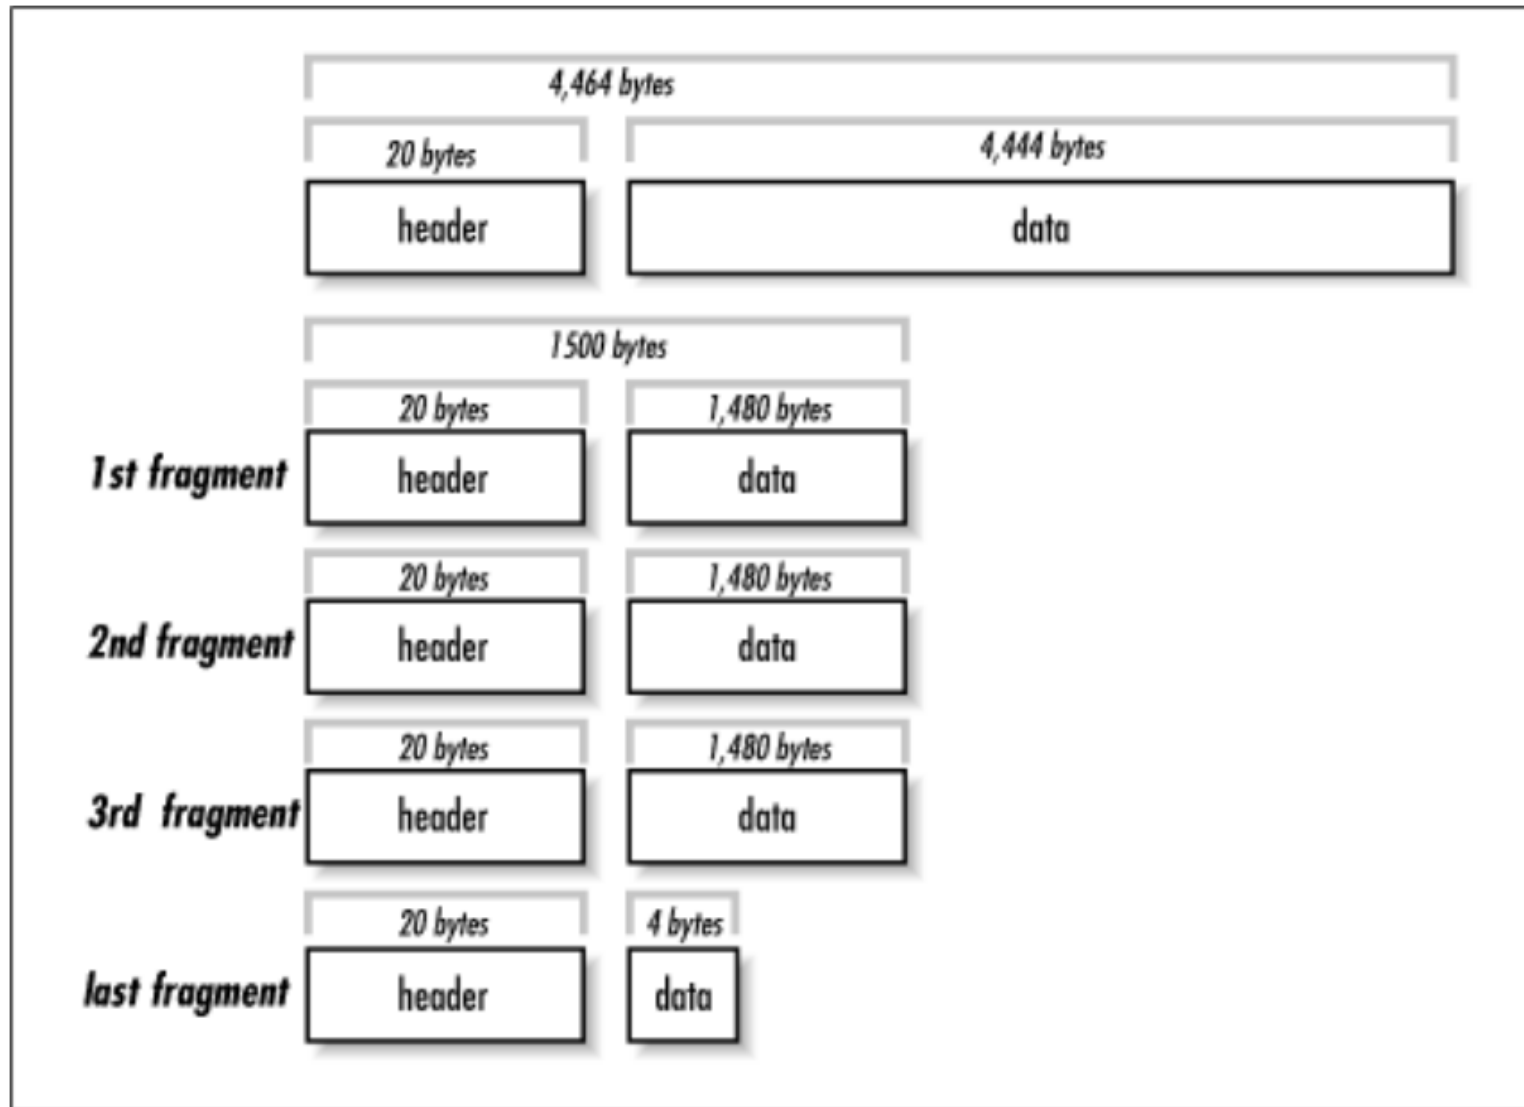 4,464 bytes
20 bytes
4,444 bytes
header
data
1500 bytes
20 bytes
1,480 bytes
1st fragment
header
data
20 bytes
1,480 bytes
2nd fragment
header
data
20 bytes
1,480 bytes
3rd fragment
header
data
20 bytes
4 bytes
last fragment
header
data